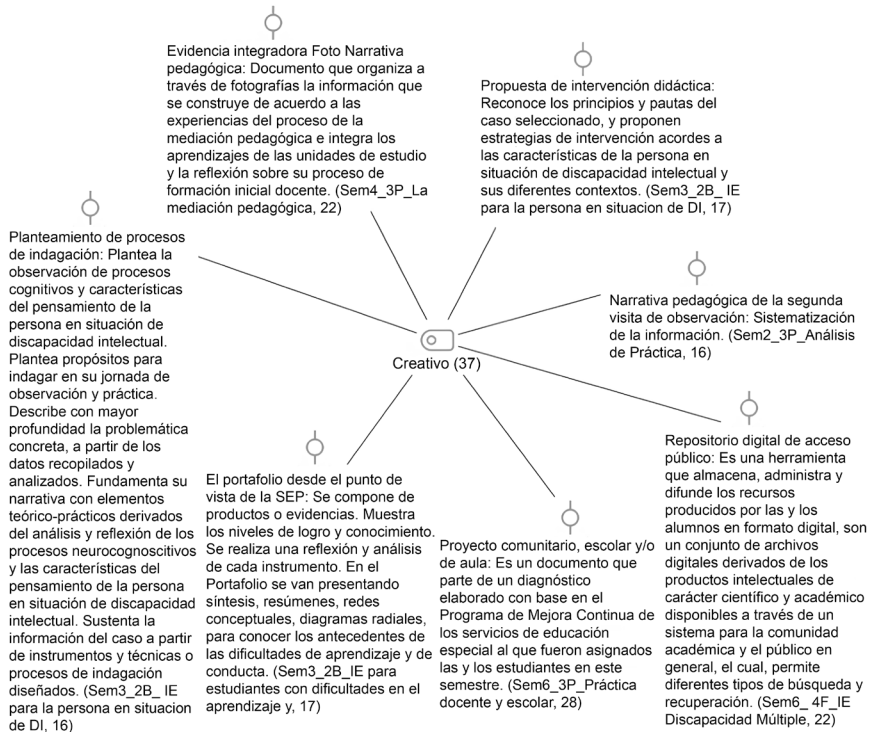 Evidencia integradora Foto Narrativa
pedagógica: Documento que organiza a
través de fotografías la información que
se construye de acuerdo a las
experiencias del proceso de la
mediación pedagógica e integra los
aprendizajes de las unidades de estudio
y la reflexión sobre su proceso de
formación inicial docente. (Sem4_3P_La
mediación pedagógica, 22)
Propuesta de intervención didáctica:
Reconoce los principios y pautas del
caso seleccionado, y proponen
estrategias de intervención acordes a
las características de la persona en
situación de discapacidad intelectual y
sus diferentes contextos. (Sem3_2B_ IE
para la persona en situacion de DI, 17)
Planteamiento de procesos
de indagación: Plantea la
observación de procesos
cognitivos y características
del pensamiento de la
persona en situación de
discapacidad intelectual.
Plantea propósitos para
indagar en su jornada de
observación y práctica.
Describe con mayor
profundidad la problemática
concreta, a partir de los
datos recopilados y
analizados. Fundamenta su
narrativa con elementos
teórico-prácticos derivados
del análisis y reflexión de los
procesos neurocognoscitivos
y las características del
pensamiento de la persona
en situación de discapacidad
intelectual. Sustenta la
información del caso a partir
de instrumentos y técnicas o
procesos de indagación
diseñados. (Sem3_2B_ IE
para la persona en situacion
de DI, 16)
Narrativa pedagógica de la segunda
visita de observación: Sistematización
de la información. (Sem2_3P_Análisis
de Práctica, 16)
Creativo (37)
El portafolio desde el punto de
vista de la SEP: Se compone de
productos o evidencias. Muestra
los niveles de logro y conocimiento.
Se realiza una reflexión y análisis
de cada instrumento. En el
Portafolio se van presentando
síntesis, resúmenes, redes
conceptuales, diagramas radiales,
para conocer los antecedentes de
las dificultades de aprendizaje y de
conducta. (Sem3_2B_IE para
estudiantes con dificultades en el
aprendizaje y, 17)
Proyecto comunitario, escolar y/o
de aula: Es un documento que
parte de un diagnóstico
elaborado con base en el
Programa de Mejora Continua de
los servicios de educación
especial al que fueron asignados
las y los estudiantes en este
semestre. (Sem6_3P_Práctica
docente y escolar, 28)
Repositorio digital de acceso
público: Es una herramienta
que almacena, administra y
difunde los recursos
producidos por las y los
alumnos en formato digital, son
un conjunto de archivos
digitales derivados de los
productos intelectuales de
carácter científico y académico
disponibles a través de un
sistema para la comunidad
académica y el público en
general, el cual, permite
diferentes tipos de búsqueda y
recuperación. (Sem6_ 4F_IE
Discapacidad Múltiple, 22)